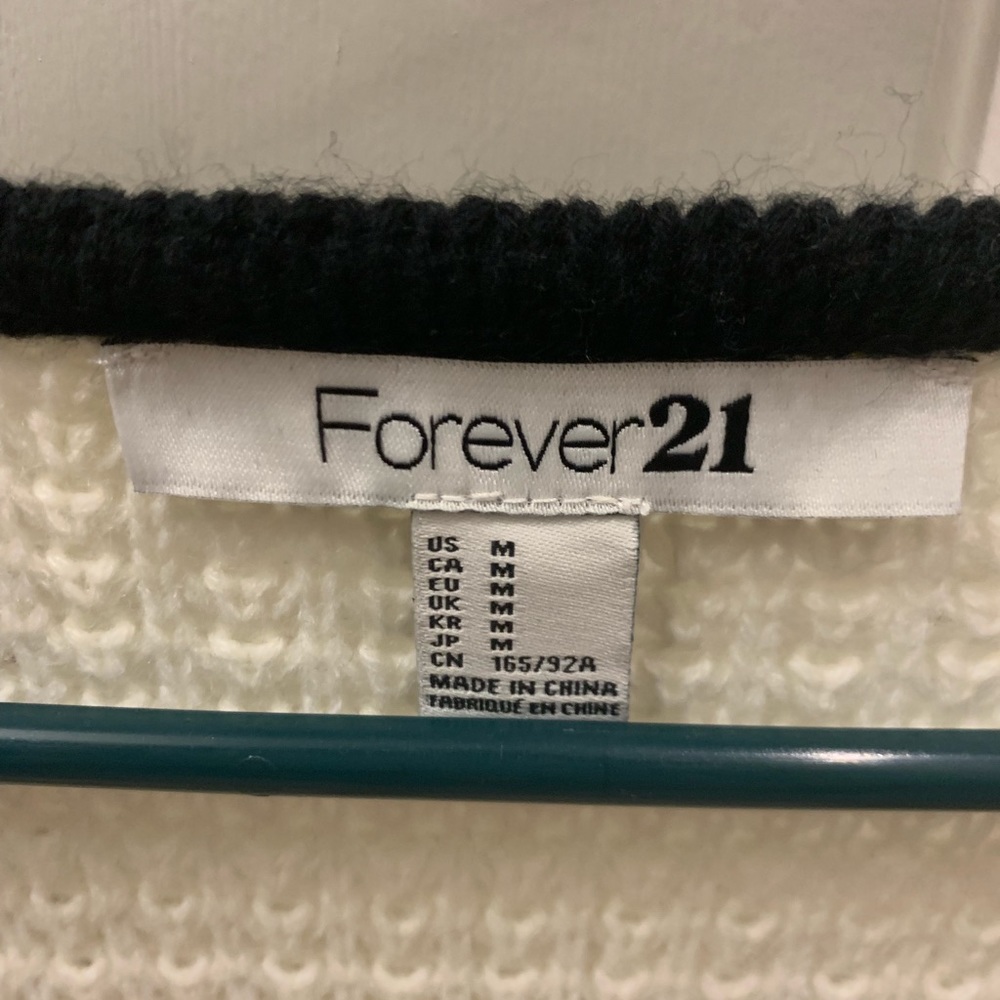 Forever21
US M
CA M
EU M
UK M
KR M
JP M
CN 165/92A
MADE IN CHINA
FABRIQUÉ EN CHINE